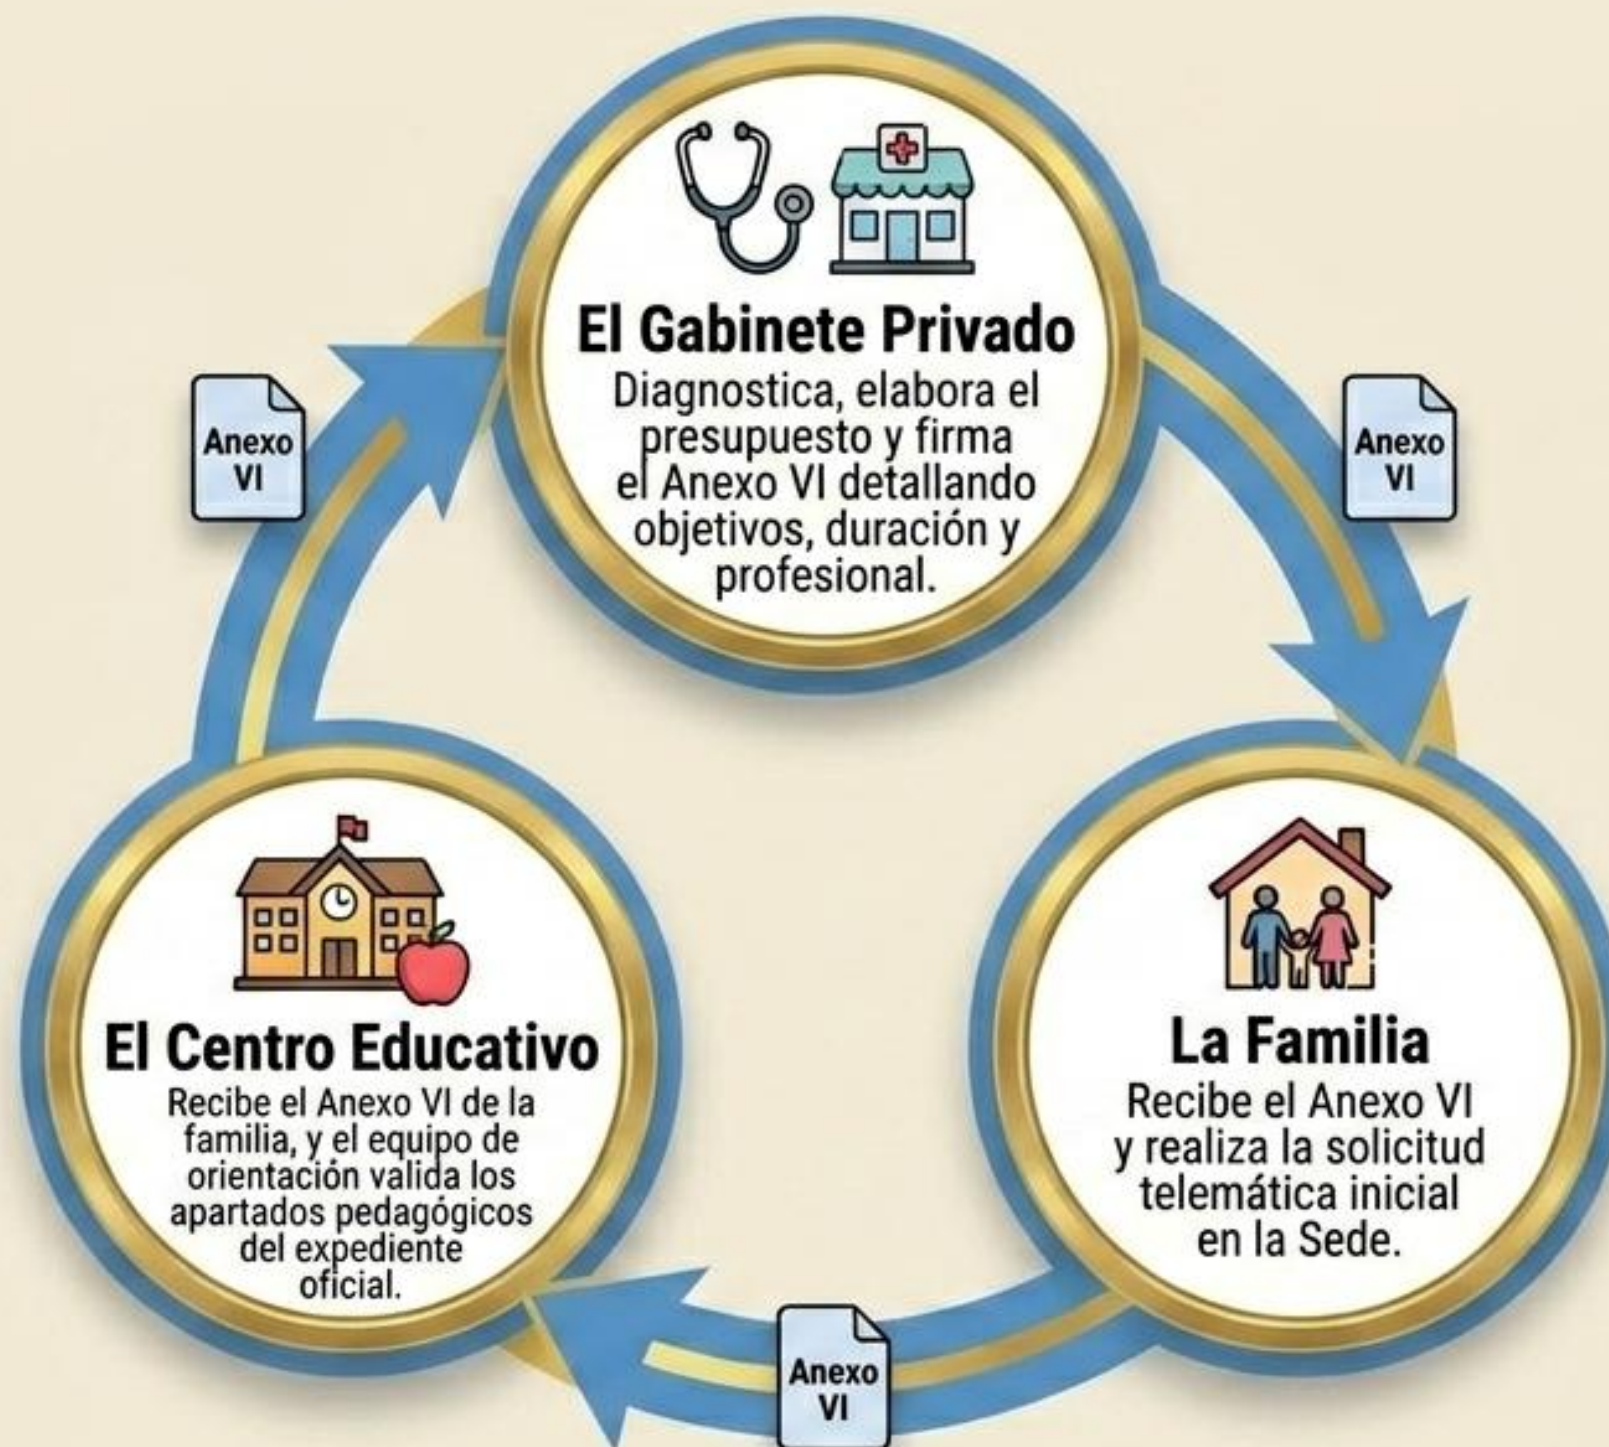 El Gabinete Privado
Diagnostica, elabora el
presupuesto y firma
el Anexo VI detallando
objetivos, duración y
profesional.
Anexo
VI
Anexo
VI
El Centro Educativo
Recibe el Anexo VI de la
familia, y el equipo de
orientación valida los
apartados pedagógicos
del expediente
oficial.
La Familia
Recibe el Anexo VI
y realiza la solicitud
telemática inicial
en la Sede.
Anexo
VI